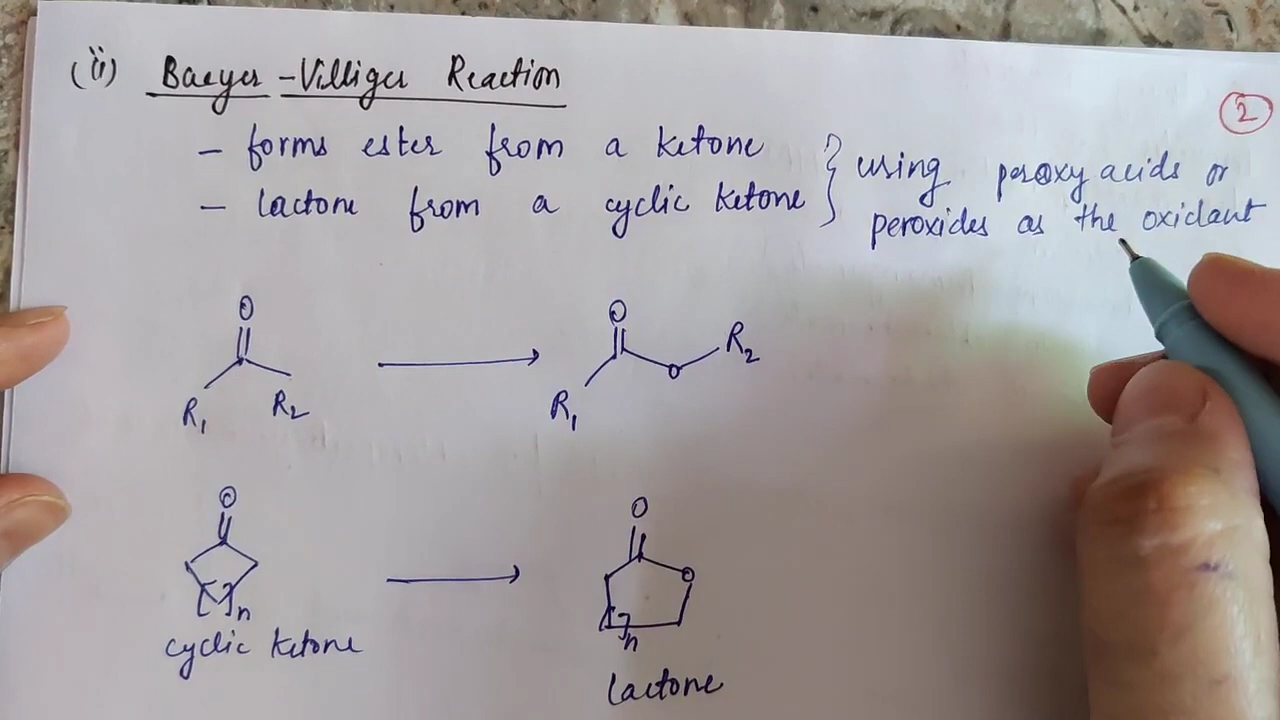 (ii) Baeyer - Villiger Reaction
2
- forms ester from a ketone
- lactone from a cyclic ketone
} using peroxy acids or
peroxides as the oxidant
O
R1 R2
O
R1 O R2
O
[ ]n
cyclic ketone
O
O
[ ]n
lactone